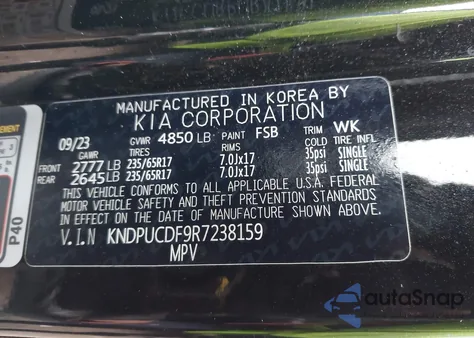 MANUFACTURED IN KOREA BY
KIA CORPORATION
09/23 GVWR 4850 LB PAINT FSB TRIM WK
GAWR TIRES RIMS COLD TIRE INFL.
FRONT 2777 LB 235/65R17 7.0Jx17 35psi SINGLE
REAR 2645 LB 235/65R17 7.0Jx17 35psi SINGLE
THIS VEHICLE CONFORMS TO ALL APPLICABLE U.S.A. FEDERAL
MOTOR VEHICLE SAFETY AND THEFT PREVENTION STANDARDS
IN EFFECT ON THE DATE OF MANUFACTURE SHOWN ABOVE.
V.I.N KNDPUCDF9R7238159
MPV
P40
autoSnap